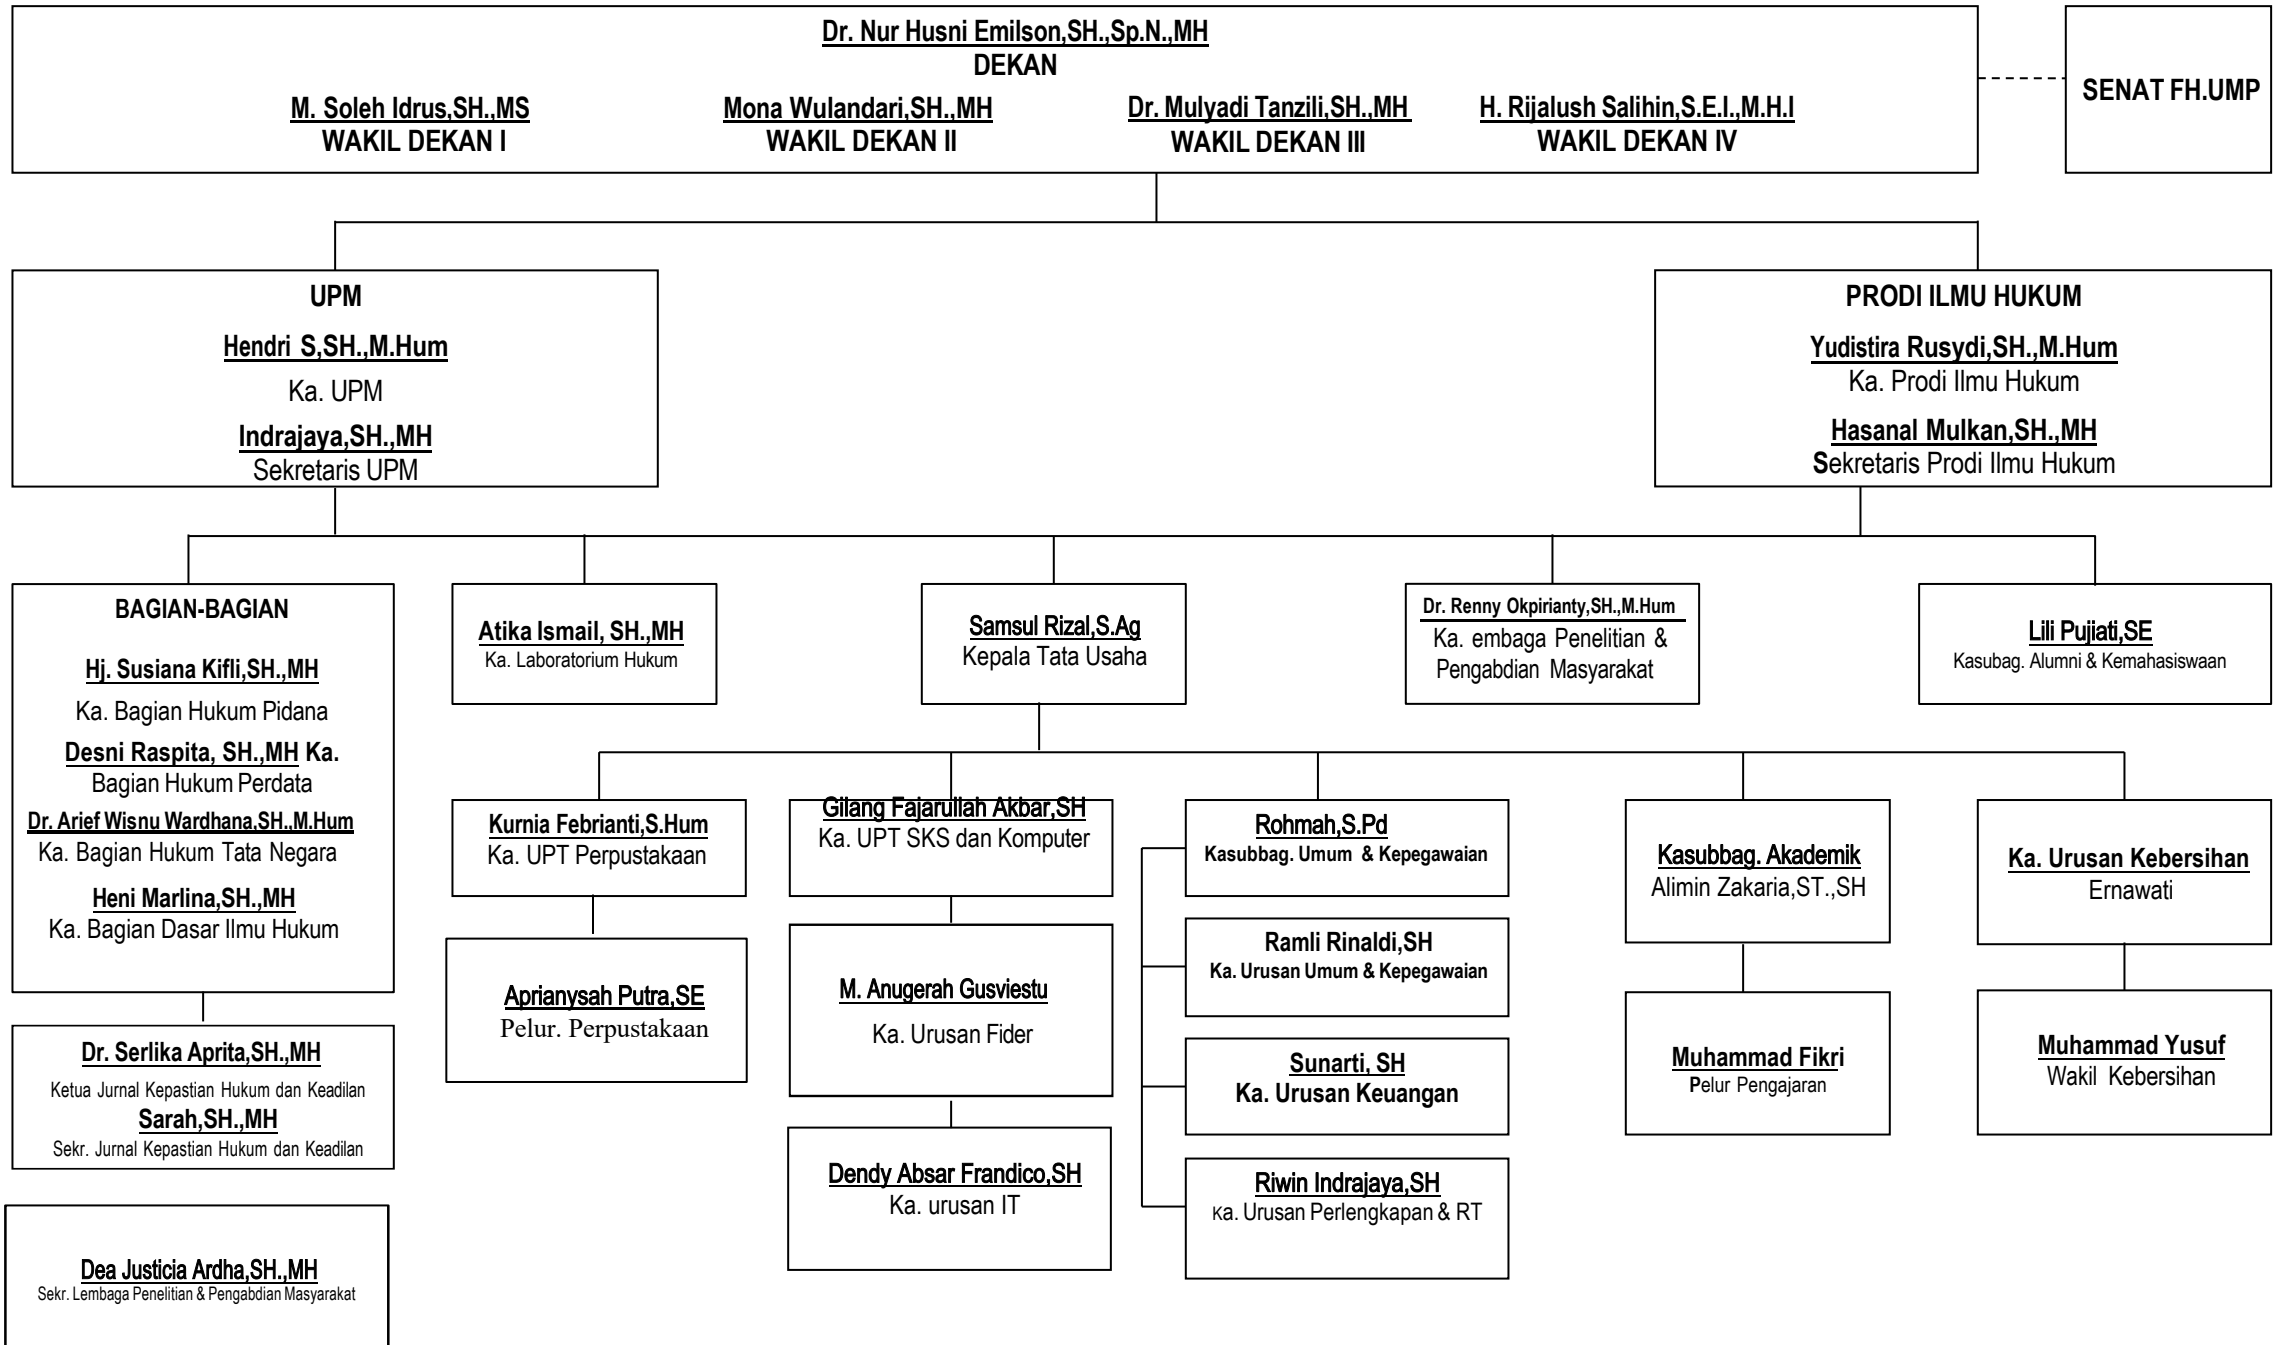 Dr. Nur Husni Emilson,SH.,Sp.N.,MH
DEKAN
M. Soleh Idrus,SH.,MS
WAKIL DEKAN I
Mona Wulandari,SH.,MH
WAKIL DEKAN II
Dr. Mulyadi Tanzili,SH.,MH
WAKIL DEKAN III
H. Rijalush Salihin,S.E.I.,M.H.I
WAKIL DEKAN IV
SENAT FH.UMP
UPM
Hendri S,SH.,M.Hum
Ka. UPM
Indrajaya,SH.,MH
Sekretaris UPM
PRODI ILMU HUKUM
Yudistira Rusydi,SH.,M.Hum
Ka. Prodi Ilmu Hukum
Hasanal Mulkan,SH.,MH
Sekretaris Prodi Ilmu Hukum
BAGIAN-BAGIAN
Hj. Susiana Kifli,SH.,MH
Ka. Bagian Hukum Pidana
Desni Raspita, SH.,MH Ka.
Bagian Hukum Perdata
Dr. Arief Wisnu Wardhana,SH.,M.Hum
Ka. Bagian Hukum Tata Negara
Heni Marlina,SH.,MH
Ka. Bagian Dasar Ilmu Hukum
Atika Ismail, SH.,MH
Ka. Laboratorium Hukum
Samsul Rizal,S.Ag
Kepala Tata Usaha
Dr. Renny Okpirianty,SH.,M.Hum
Ka. embaga Penelitian &
Pengabdian Masyarakat
Lili Pujiati,SE
Kasubag. Alumni & Kemahasiswaan
Kurnia Febrianti,S.Hum
Ka. UPT Perpustakaan
Gilang Fajarullah Akbar,SH
Ka. UPT SKS dan Komputer
Rohmah,S.Pd
Kasubbag. Umum & Kepegawaian
Kasubbag. Akademik
Alimin Zakaria,ST.,SH
Ka. Urusan Kebersihan
Ernawati
Aprianysah Putra,SE
Pelur. Perpustakaan
M. Anugerah Gusviestu
Ka. Urusan Fider
Ramli Rinaldi,SH
Ka. Urusan Umum & Kepegawaian
Sunarti, SH
Ka. Urusan Keuangan
Muhammad Fikri
Pelur Pengajaran
Muhammad Yusuf
Wakil Kebersihan
Dr. Serlika Aprita,SH.,MH
Ketua Jurnal Kepastian Hukum dan Keadilan
Sarah,SH.,MH
Sekr. Jurnal Kepastian Hukum dan Keadilan
Dendy Absar Frandico,SH
Ka. urusan IT
Riwin Indrajaya,SH
Ka. Urusan Perlengkapan & RT
Dea Justicia Ardha,SH.,MH
Sekr. Lembaga Penelitian & Pengabdian Masyarakat